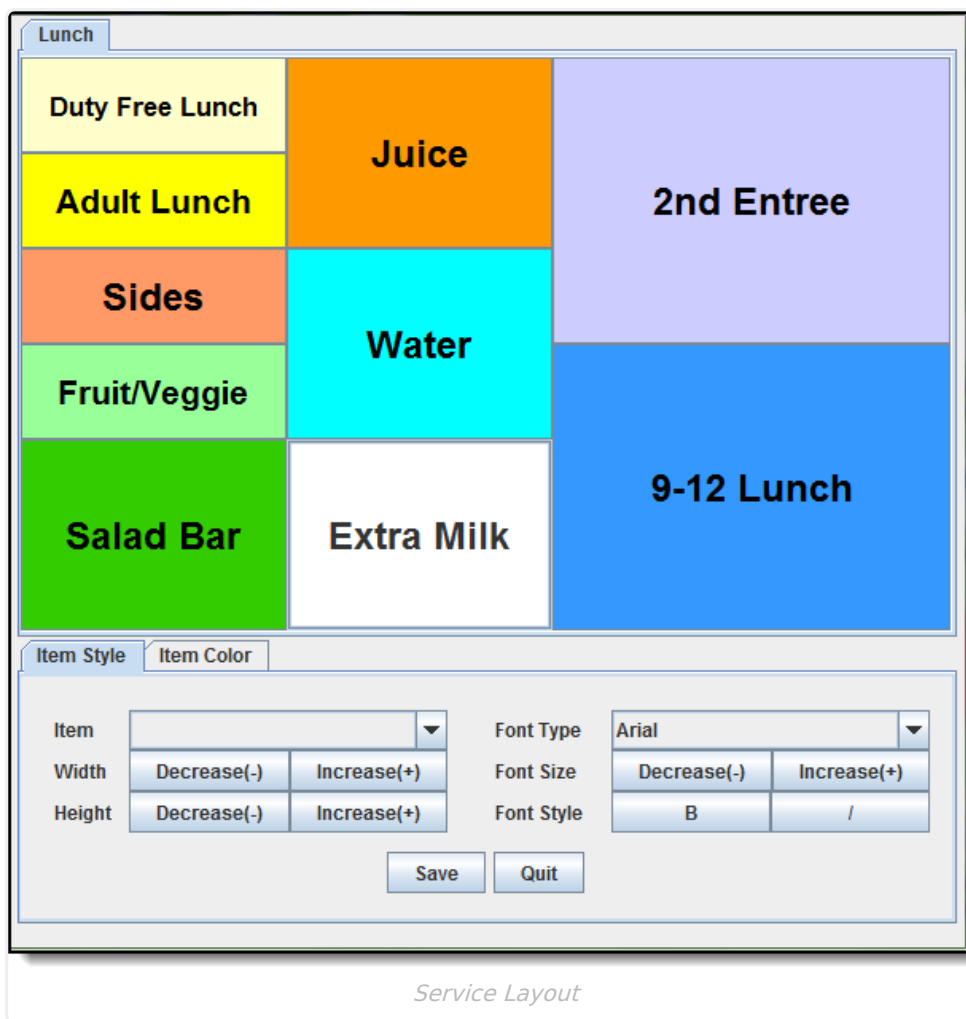 Lunch
Duty Free Lunch
Adult Lunch
Sides
Fruit/Veggie
Salad Bar
Juice
Water
Extra Milk
2nd Entree
9-12 Lunch
Item Style Item Color
Item
Width Decrease(-) Increase(+)
Height Decrease(-) Increase(+)
Font Type Arial
Font Size Decrease(-) Increase(+)
Font Style B /
Save Quit
Service Layout